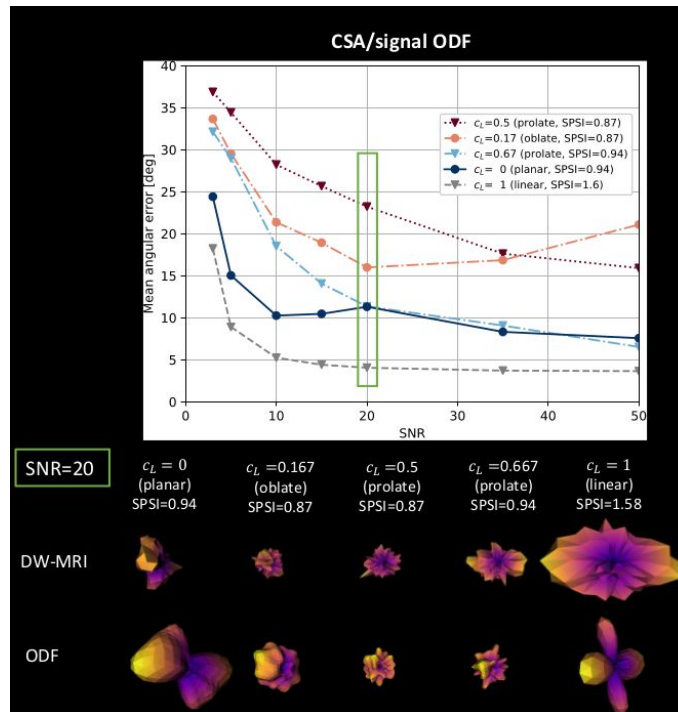 CSA/signal ODF
40
35
30
25
20
15
10
5
0
Mean angular error [deg]
c_L=0.5 (prolate, SPSI=0.87)
c_L=0.17 (oblate, SPSI=0.87)
c_L=0.67 (prolate, SPSI=0.94)
c_L= 0 (planar, SPSI=0.94)
c_L= 1 (linear, SPSI=1.6)
0 10 20 30 40 50
SNR
SNR=20
c_L = 0 c_L =0.167 c_L =0.5 c_L =0.667 c_L = 1
(planar) (oblate) (prolate) (prolate) (linear)
SPSI=0.94 SPSI=0.87 SPSI=0.87 SPSI=0.94 SPSI=1.58
DW-MRI
ODF